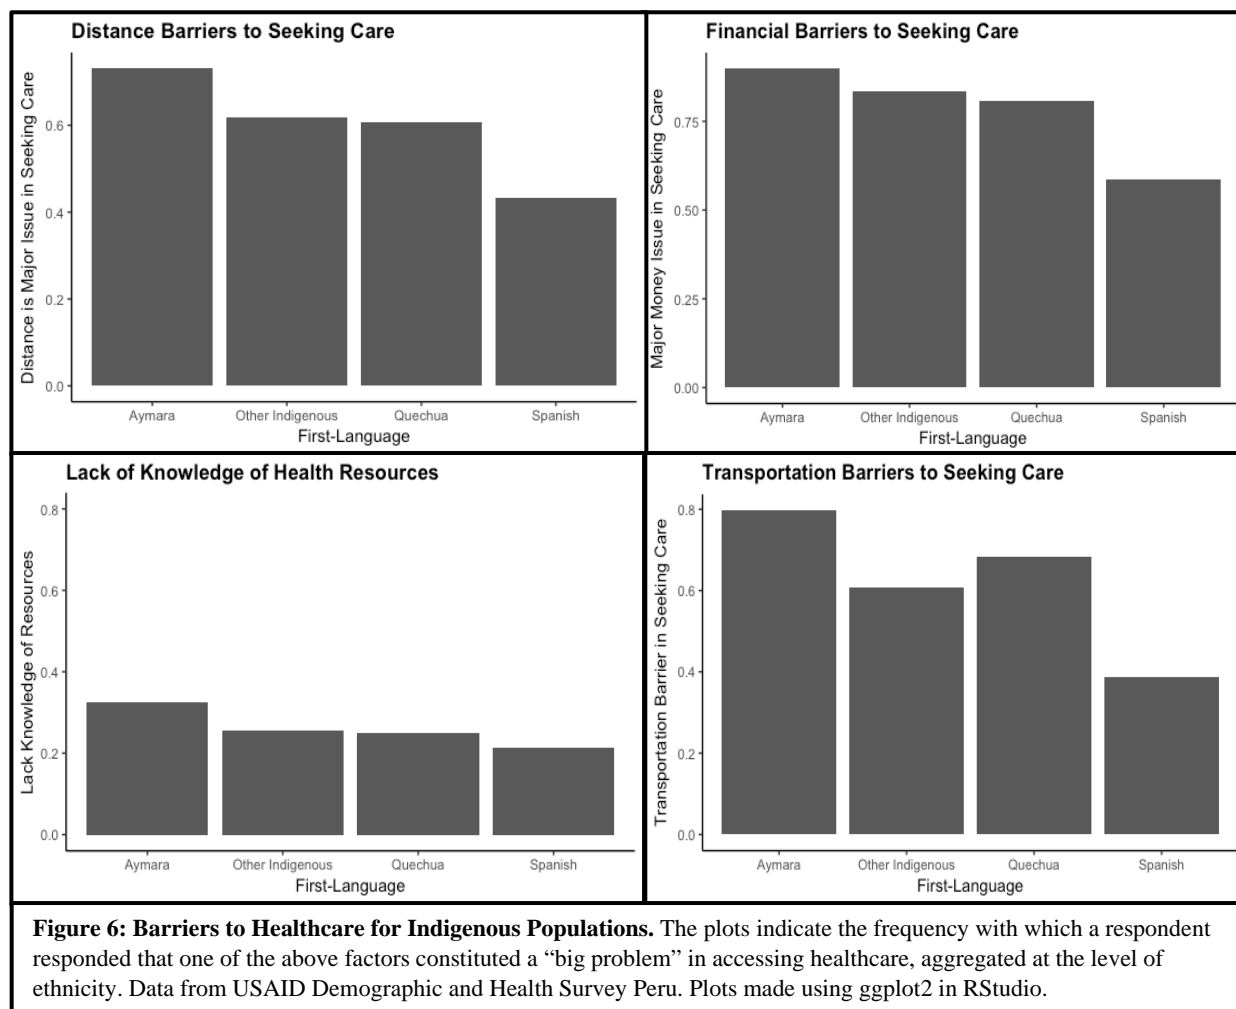 Distance Barriers to Seeking Care
Distance is Major Issue in Seeking Care
0.6
0.4
0.2
0.0
Aymara
Other Indigenous
Quechua
Spanish
First-Language
Financial Barriers to Seeking Care
Major Money Issue in Seeking Care
0.75
0.50
0.25
0.00
Aymara
Other Indigenous
Quechua
Spanish
First-Language
Lack of Knowledge of Health Resources
Lack Knowledge of Resources
0.8
0.6
0.4
0.2
0.0
Aymara
Other Indigenous
Quechua
Spanish
First-Language
Transportation Barriers to Seeking Care
Transportation Barrier in Seeking Care
0.8
0.6
0.4
0.2
0.0
Aymara
Other Indigenous
Quechua
Spanish
First-Language
Figure 6: Barriers to Healthcare for Indigenous Populations. The plots indicate the frequency with which a respondent
responded that one of the above factors constituted a “big problem” in accessing healthcare, aggregated at the level of
ethnicity. Data from USAID Demographic and Health Survey Peru. Plots made using ggplot2 in RStudio.